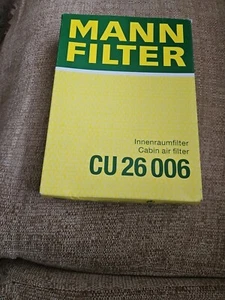 MANN
FILTER
Innenraumfilter
Cabin air filter
CU 26 006